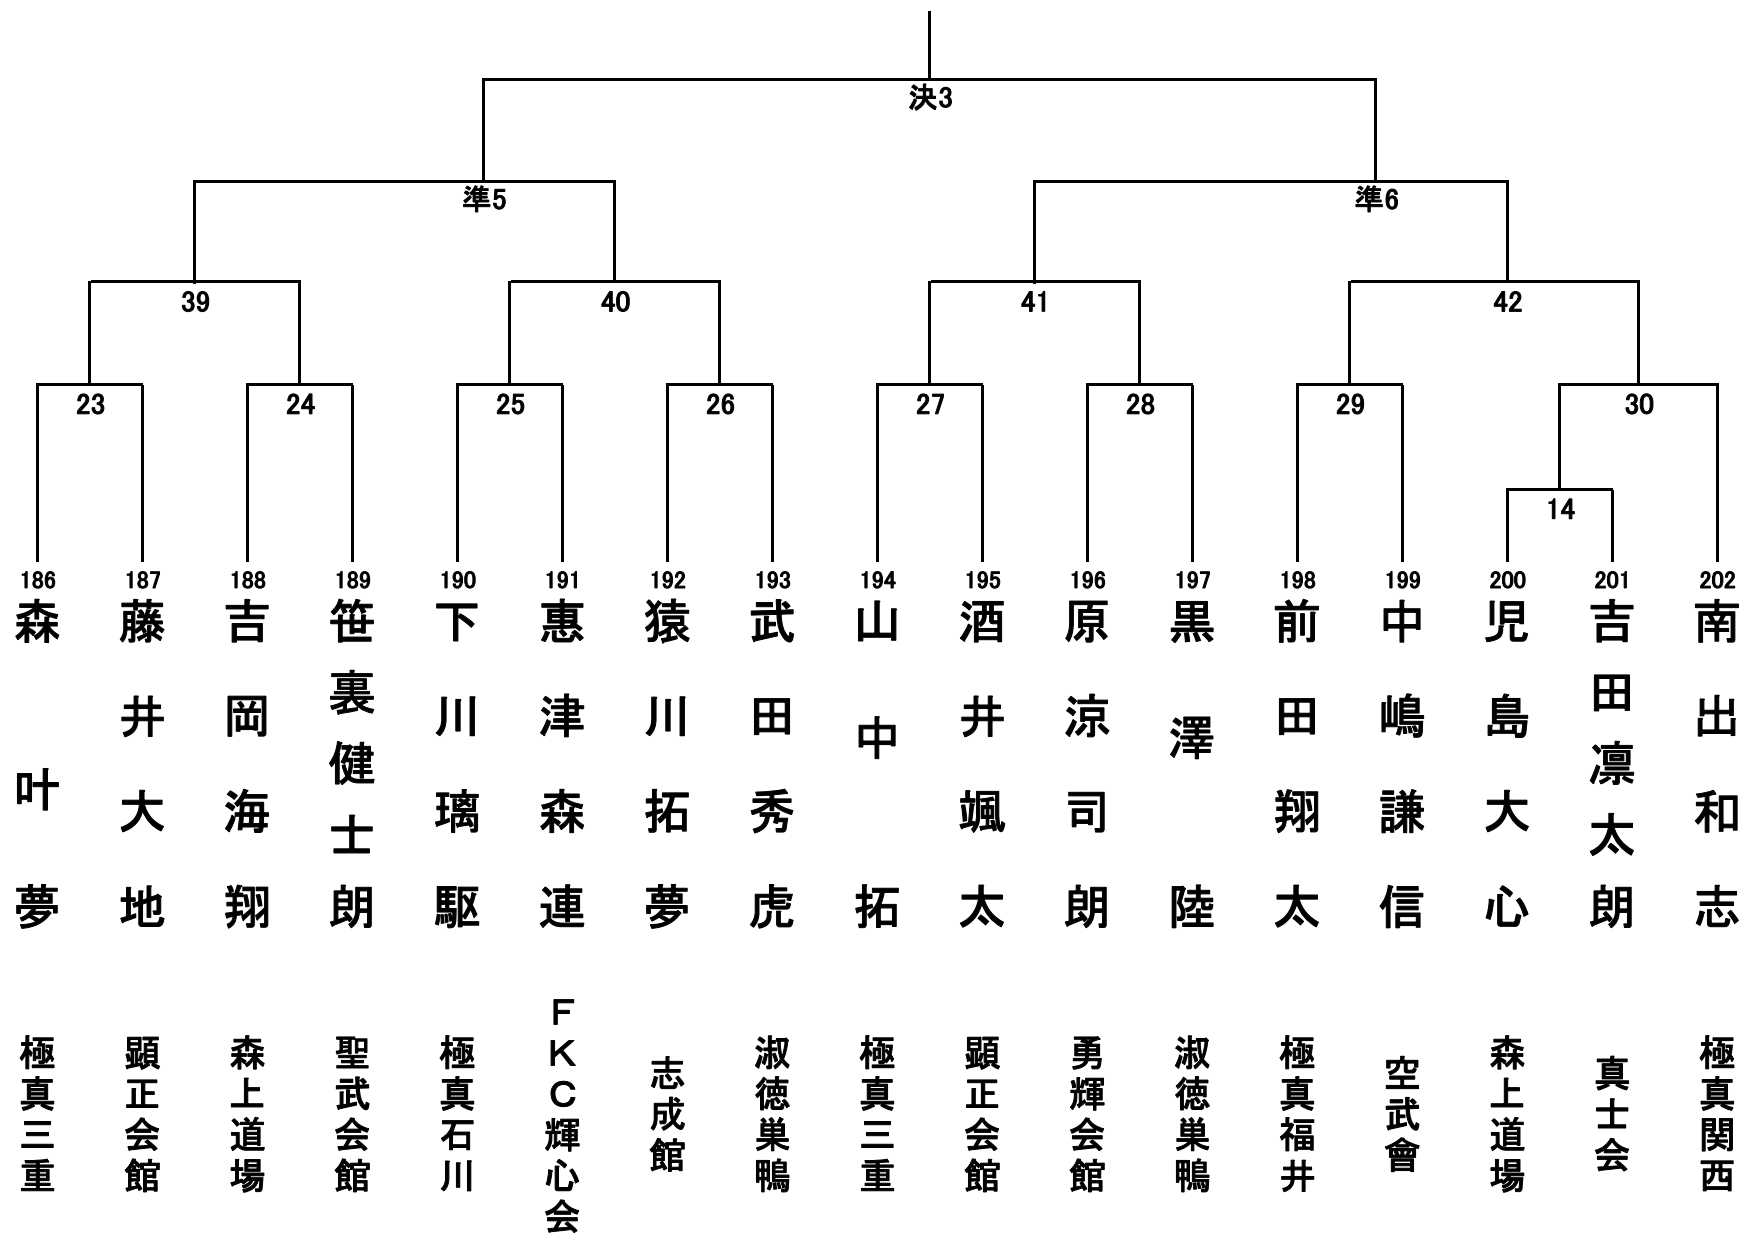 決3
準5
準6
39
40
41
42
23
24
25
26
27
28
29
30
14
186
187
188
189
190
191
192
193
194
195
196
197
198
199
200
201
202
森叶夢
藤井大地
吉岡海翔
笹裏健士朗
下川璃駆
惠津森連
猿川拓夢
武田秀虎
山中拓
酒井颯太
原涼司朗
黒澤陸
前田翔太
中嶋謙信
児島大心
吉田凛太朗
南出和志
極真三重
顕正会館
森上道場
聖武会館
極真石川
FKC輝心会
志成館
淑徳巣鴨
極真三重
顕正会館
勇輝会館
淑徳巣鴨
極真福井
空武會
森上道場
真士会
極真関西